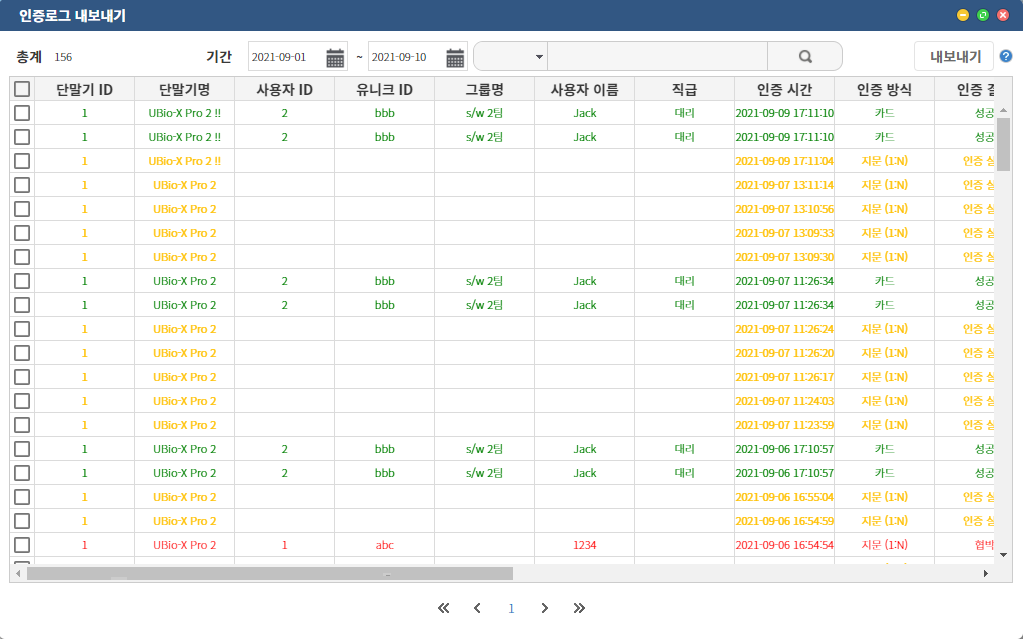 인증로그 내보내기
총계 156 기간 2021-09-01 ~ 2021-09-10 내보내기 ?
단말기 ID 단말기명 사용자 ID 유니크 ID 그룹명 사용자 이름 직급 인증 시간 인증 방식 인증
1 UBio-X Pro 2 !! 2 bbb s/w 2팀 Jack 대리 2021-09-09 17:11:10 카드 성공
1 UBio-X Pro 2 !! 2 bbb s/w 2팀 Jack 대리 2021-09-09 17:11:10 카드 성공
1 UBio-X Pro 2 !! 2021-09-09 17:11:04 지문 (1:N) 인증
1 UBio-X Pro 2 2021-09-07 13:11:14 지문 (1:N) 인증
1 UBio-X Pro 2 2021-09-07 13:10:56 지문 (1:N) 인증
1 UBio-X Pro 2 2021-09-07 13:09:33 지문 (1:N) 인증
1 UBio-X Pro 2 2021-09-07 13:09:30 지문 (1:N) 인증
1 UBio-X Pro 2 2 bbb s/w 2팀 Jack 대리 2021-09-07 11:26:34 카드 성공
1 UBio-X Pro 2 2 bbb s/w 2팀 Jack 대리 2021-09-07 11:26:34 카드 성공
1 UBio-X Pro 2 2021-09-07 11:26:24 지문 (1:N) 인증
1 UBio-X Pro 2 2021-09-07 11:26:20 지문 (1:N) 인증
1 UBio-X Pro 2 2021-09-07 11:26:17 지문 (1:N) 인증
1 UBio-X Pro 2 2021-09-07 11:24:03 지문 (1:N) 인증
1 UBio-X Pro 2 2021-09-07 11:23:59 지문 (1:N) 인증
1 UBio-X Pro 2 2 bbb s/w 2팀 Jack 대리 2021-09-06 17:10:57 카드 성공
1 UBio-X Pro 2 2 bbb s/w 2팀 Jack 대리 2021-09-06 17:10:57 카드 성공
1 UBio-X Pro 2 2021-09-06 16:55:04 지문 (1:N) 인증
1 UBio-X Pro 2 2021-09-06 16:54:59 지문 (1:N) 인증
1 UBio-X Pro 2 1 abc 1234 2021-09-06 16:54:54 지문 (1:N) 협박
1